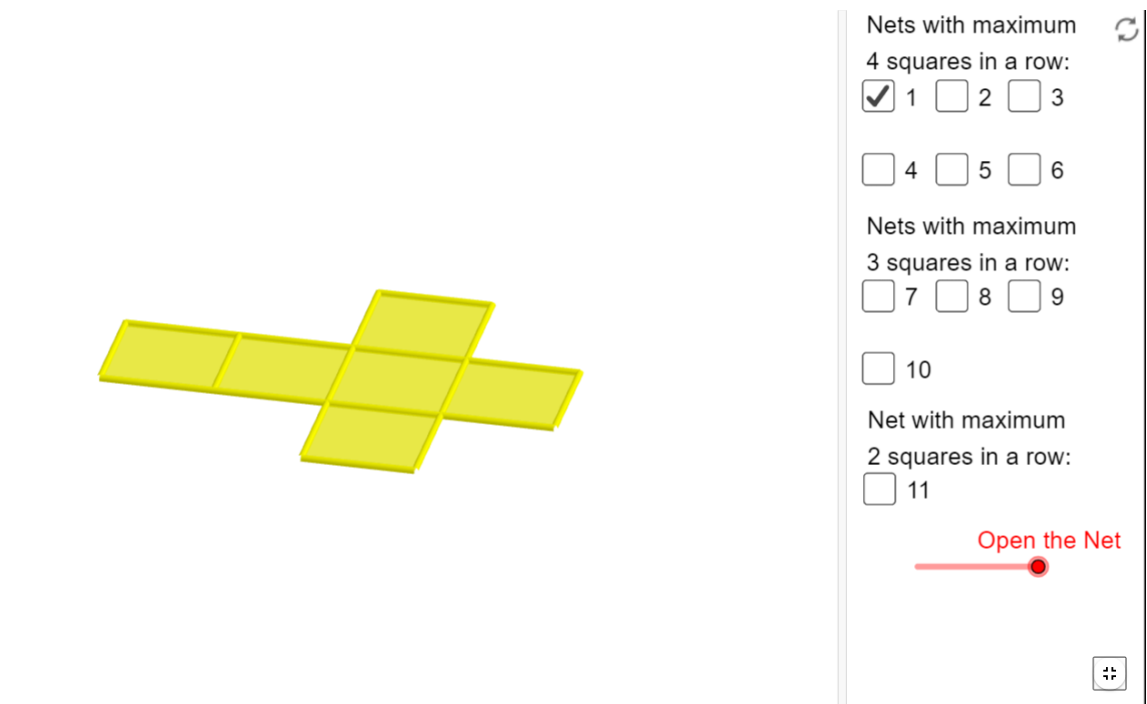 Nets with maximum
4 squares in a row:
1 2 3
4 5 6
Nets with maximum
3 squares in a row:
7 8 9
10
Net with maximum
2 squares in a row:
11
Open the Net